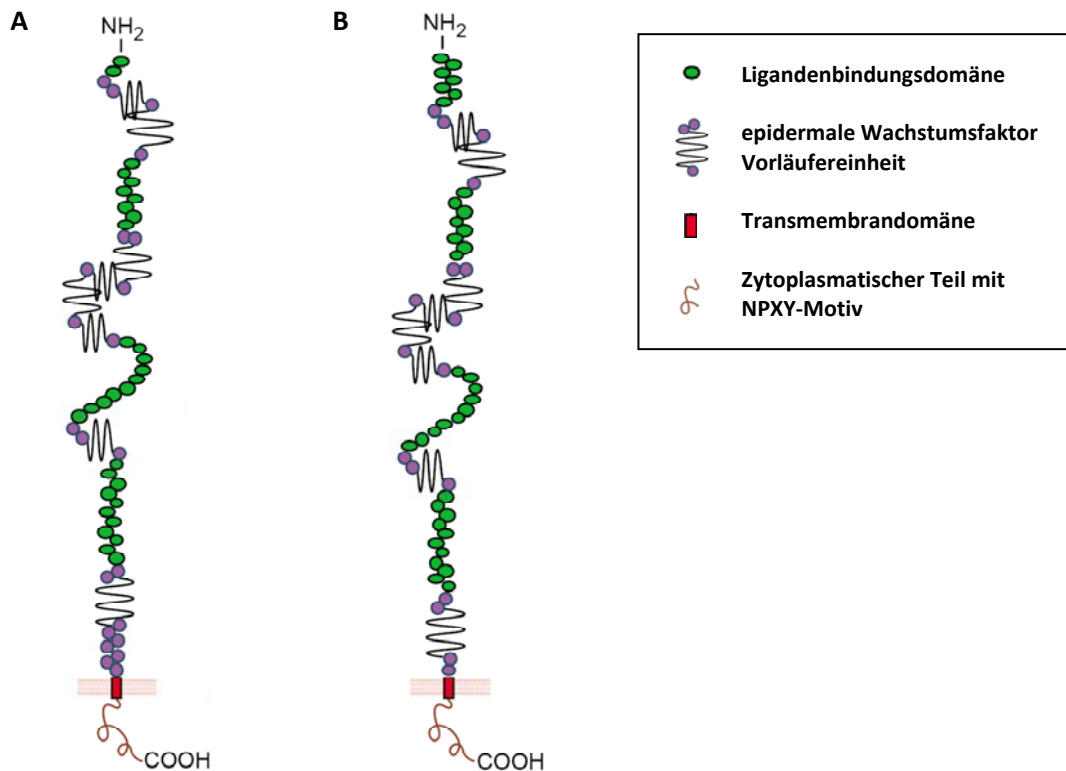 A
NH2
B
NH2
Ligandenbindungsdomäne
epidermale Wachstumsfaktor
Vorläufereinheit
Transmembrandomäne
Zytoplasmatischer Teil mit
NPXY-Motiv
COOH
COOH